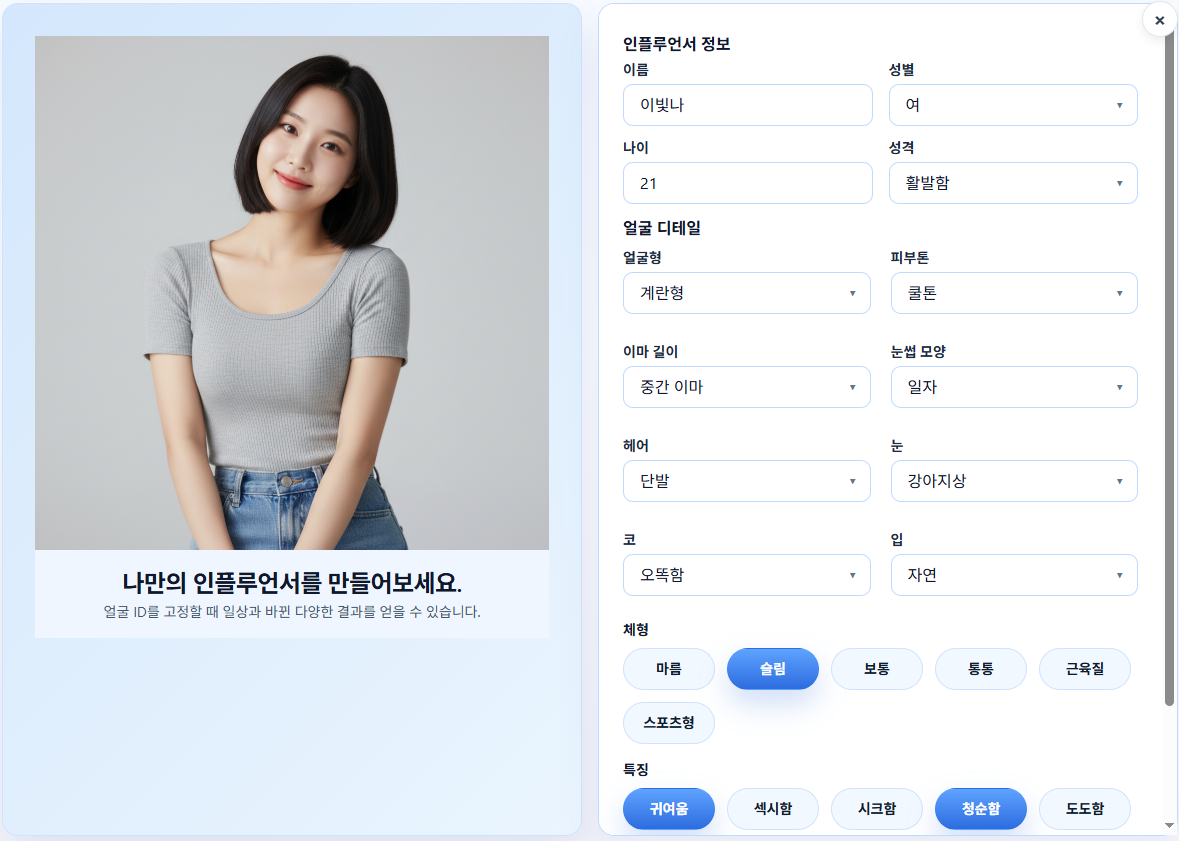 나만의 인플루언서를 만들어보세요.
얼굴 ID를 고정할 때 일상과 바뀐 다양한 결과를 얻을 수 있습니다.
인플루언서 정보
이름
성별
이빛나
여
나이
성격
21
활발함
얼굴 디테일
얼굴형
피부톤
계란형
쿨톤
이마 길이
눈썹 모양
중간 이마
일자
헤어
눈
단발
강아지상
코
입
오똑함
자연
체형
마름
슬림
보통
통통
근육질
스포츠형
특징
귀여움
섹시함
시크함
청순함
도도함